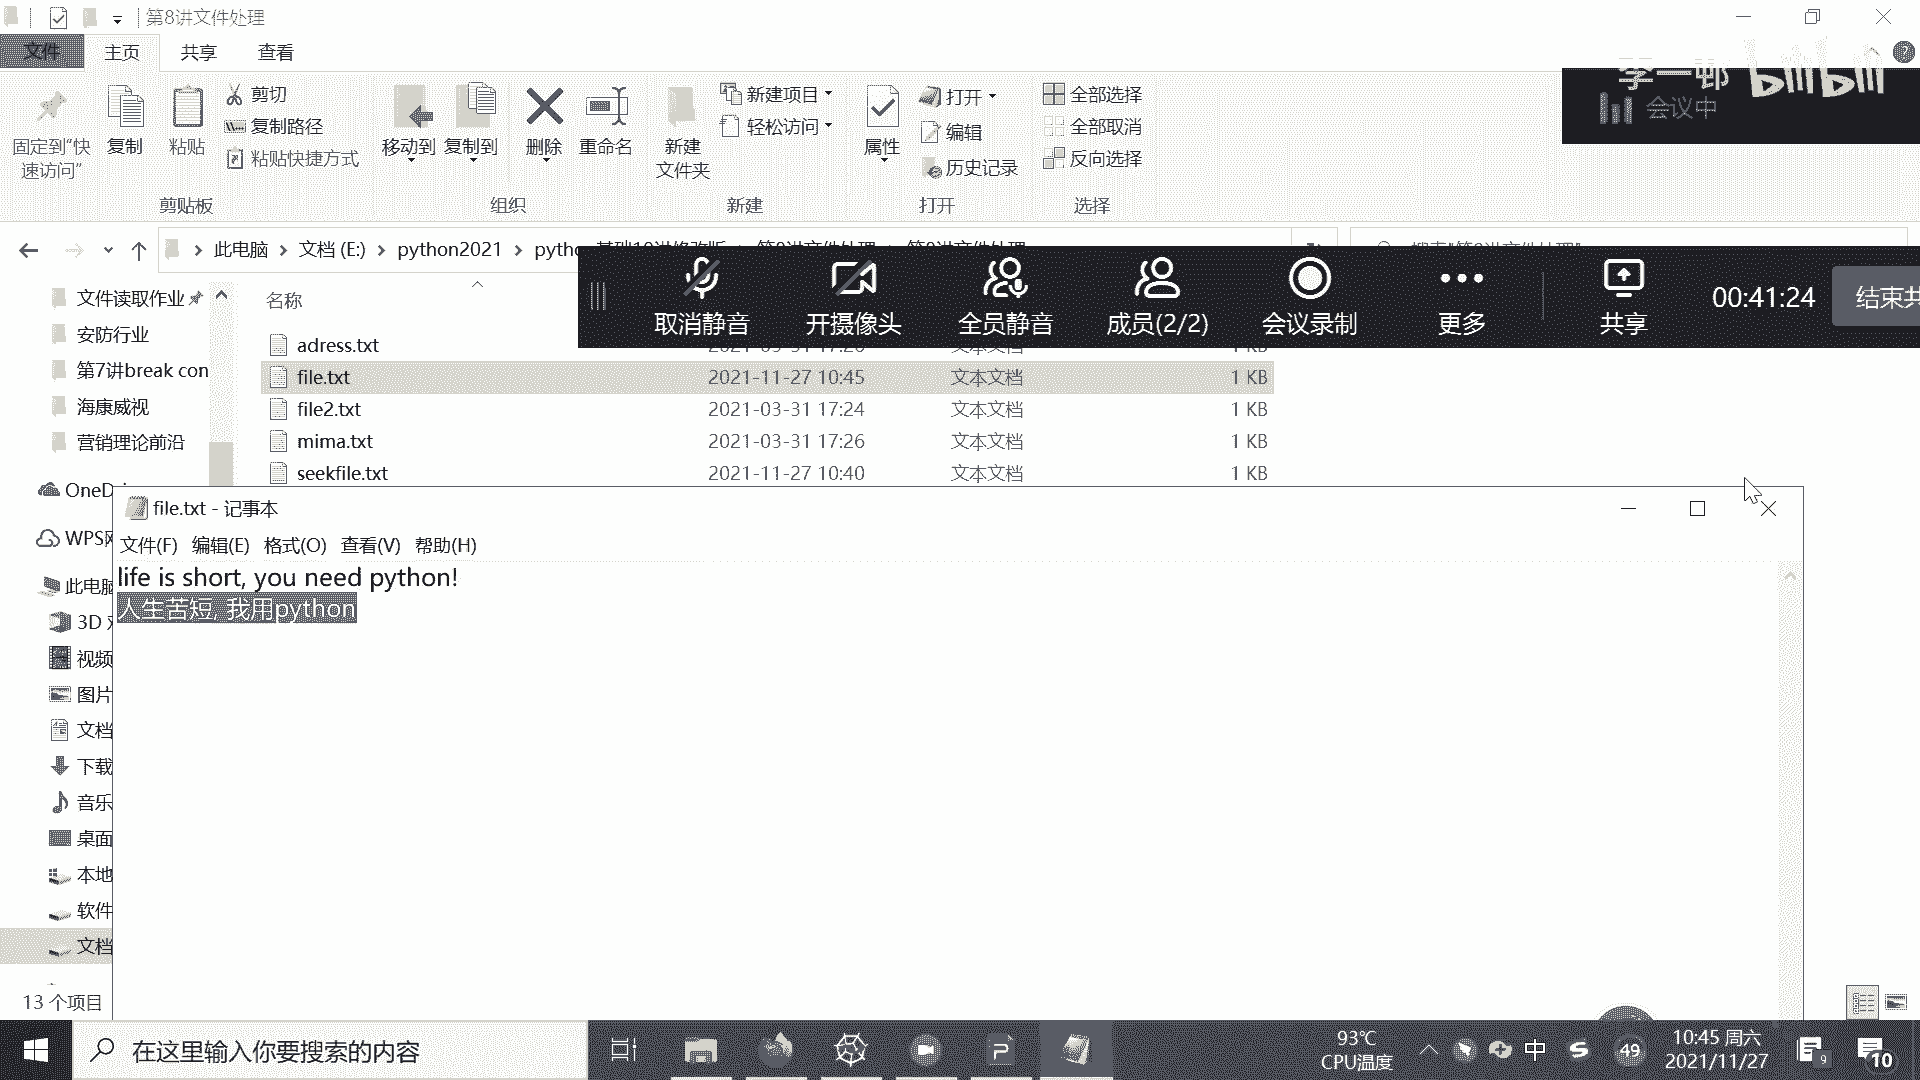 第8讲文件处理
文件 主页 共享 查看
李一邨 bilibili
会议中
固定到"快速访问" 复制 粘贴 剪切 复制路径 粘贴快捷方式
移动到 复制到 删除 重命名
新建文件夹 新建项目 轻松访问
属性 打开 编辑 历史记录
全部选择 全部取消 反向选择
剪贴板 组织 新建 打开 选择
此电脑 文档 (E:) python2021
取消静音 开摄像头 全员静音 成员(2/2) 会议录制 更多 共享 00:41:24 结束共
文件读取作业
安防行业
第7讲break con
海康威视
营销理论前沿
名称
adress.txt
file.txt 2021-11-27 10:45 文本文档 1 KB
file2.txt 2021-03-31 17:24 文本文档 1 KB
mima.txt 2021-03-31 17:26 文本文档 1 KB
seekfile.txt 2021-11-27 10:40 文本文档 1 KB
WPS
此电脑
3D
视频
图片
文档
下载
音乐
桌面
本地
软件
文档
file.txt - 记事本
文件(F) 编辑(E) 格式(O) 查看(V) 帮助(H)
life is short, you need python!
人生苦短, 我用python
13 个项目
在这里输入你要搜索的内容
93℃
CPU温度
中
49
10:45 周六
2021/11/27
9
10